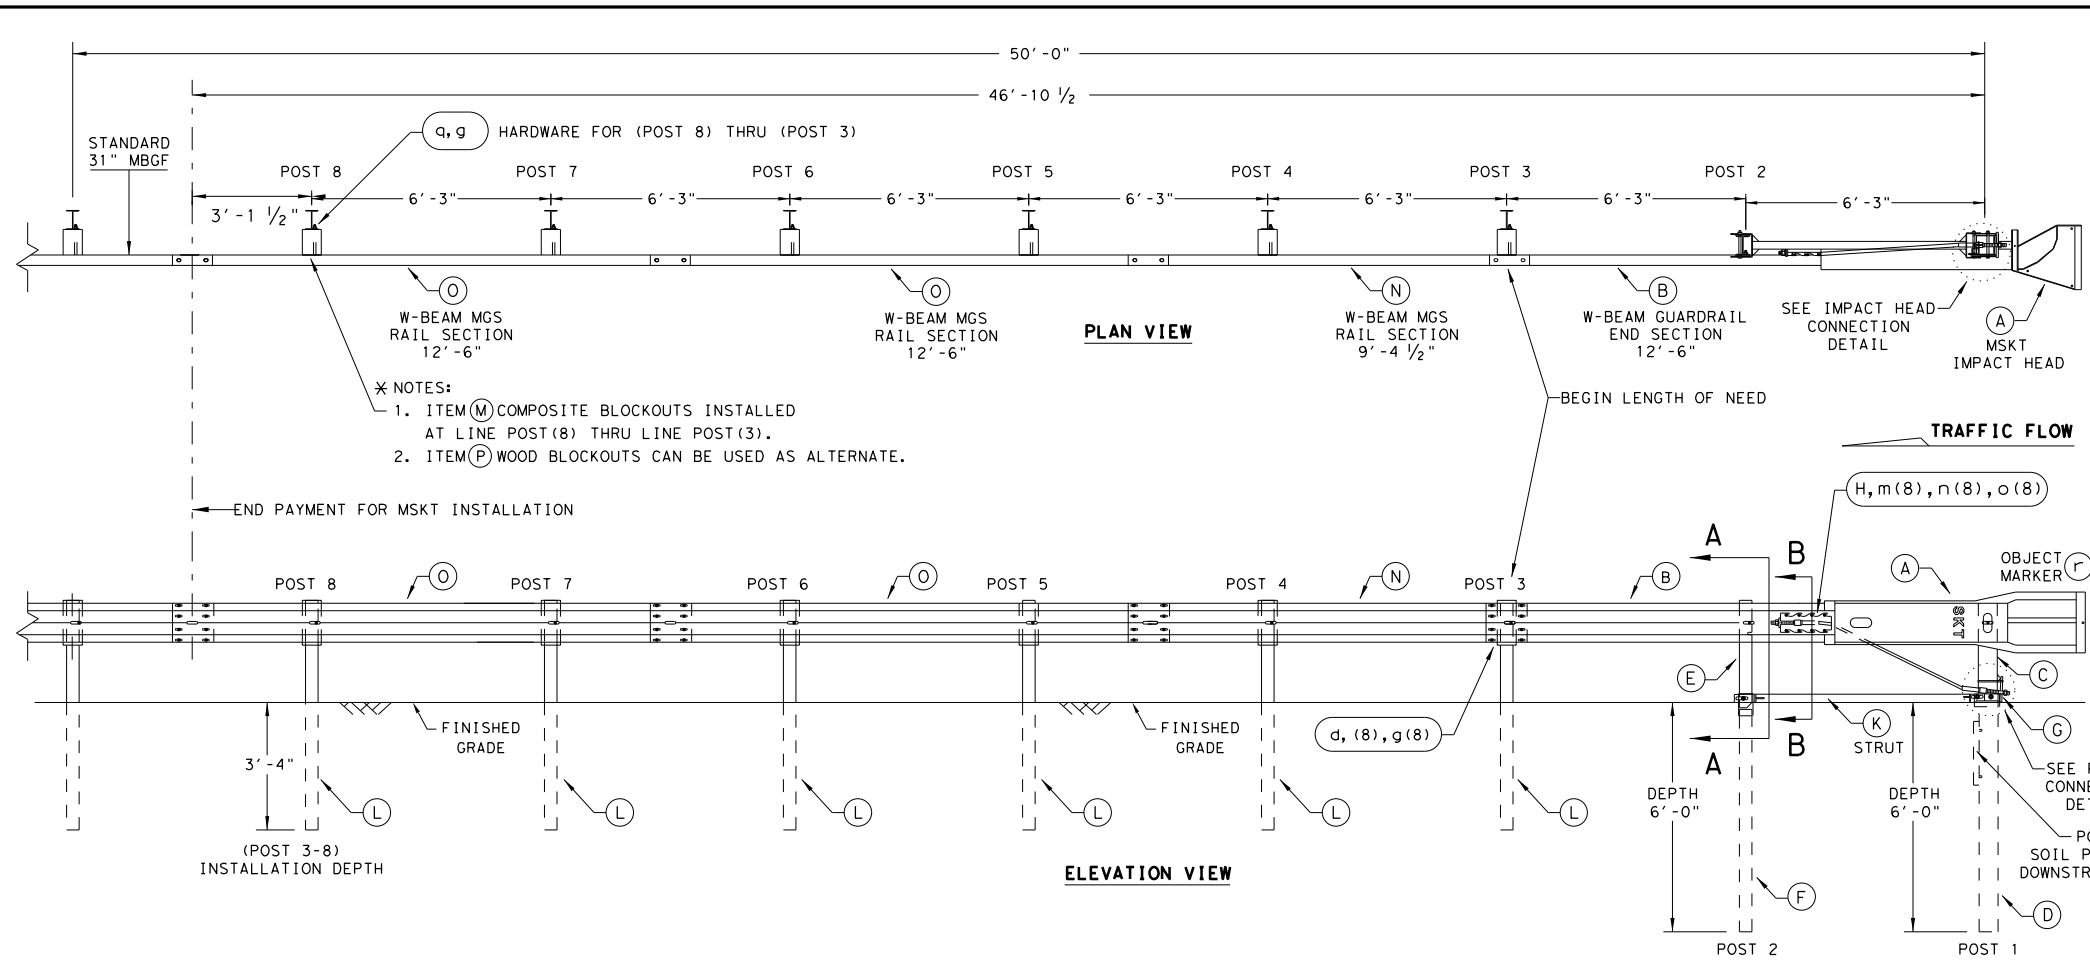 50'-0"
46'-10 1/2
STANDARD
31" MBGF
q,g HARDWARE FOR (POST 8) THRU (POST 3)
POST 8
POST 7
POST 6
POST 5
POST 4
POST 3
POST 2
3'-1 1/2"
6'-3"
6'-3"
6'-3"
6'-3"
6'-3"
6'-3"
6'-3"
O
W-BEAM MGS
RAIL SECTION
12'-6"
O
W-BEAM MGS
RAIL SECTION
12'-6"
PLAN VIEW
N
W-BEAM MGS
RAIL SECTION
9'-4 1/2"
B
W-BEAM GUARDRAIL
END SECTION
12'-6"
SEE IMPACT HEAD
CONNECTION
DETAIL
A
MSKT
IMPACT HEAD
* NOTES:
1. ITEM M COMPOSITE BLOCKOUTS INSTALLED
AT LINE POST(8) THRU LINE POST(3).
2. ITEM P WOOD BLOCKOUTS CAN BE USED AS ALTERNATE.
BEGIN LENGTH OF NEED
TRAFFIC FLOW
END PAYMENT FOR MSKT INSTALLATION
H,m(8),n(8),o(8)
A
B
A
OBJECT
MARKER r
POST 8
O
POST 7
POST 6
O
POST 5
POST 4
N
POST 3
B
SKT
E
C
G
K
STRUT
FINISHED
GRADE
FINISHED
GRADE
d,(8),g(8)
A
B
3'-4"
L
L
L
L
L
L
DEPTH
6'-0"
DEPTH
6'-0"
SEE
CONNE
DET
(POST 3-8)
INSTALLATION DEPTH
ELEVATION VIEW
SOIL P
DOWNSTR
F
D
POST 2
POST 1